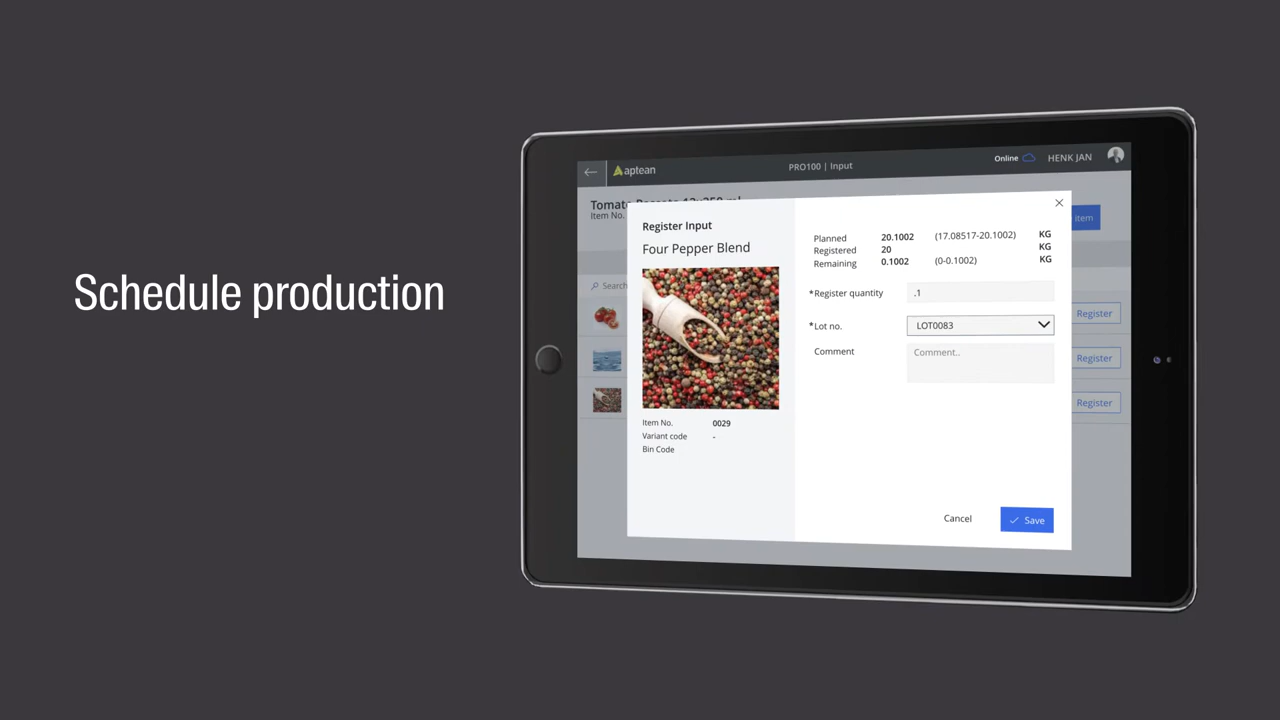 Schedule production
aptean
PRO100 | Input
Online
HENK JAN
Item No.
item
Search
Register
Register
Register
Register Input
Four Pepper Blend
Item No. 0029
Variant code -
Bin Code
Planned 20.1002 (17.08517-20.1002) KG
Registered 20 KG
Remaining 0.1002 (0-0.1002) KG
*Register quantity .1
*Lot no. LOT0083
Comment Comment..
Cancel
Save